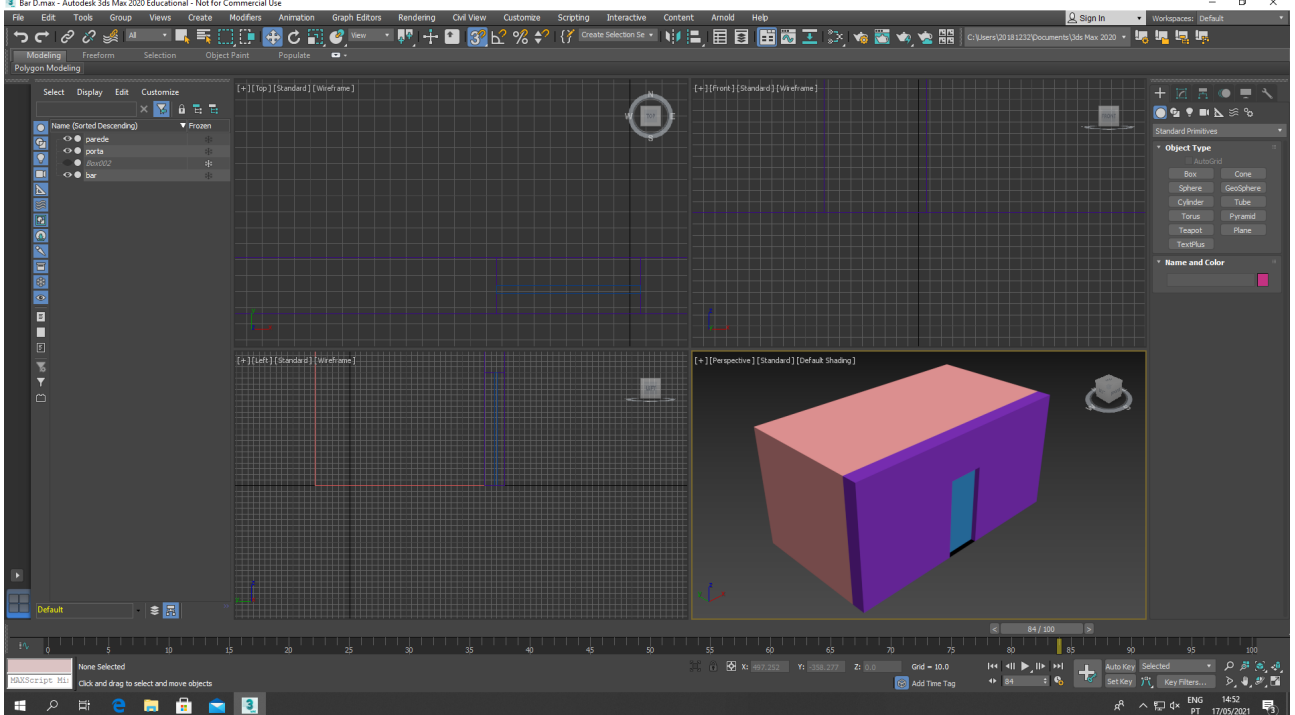 Bar D.max - Autodesk 3ds Max 2020 Educational - Not for Commercial Use
File Edit Tools Group Views Create Modifiers Animation Graph Editors Rendering Civil View Customize Scripting Interactive Content Arnold Help
Sign In
Workspaces: Default
All
View
Create Selection Se
C:\Users\20181232\Documents\3ds Max 2020
Modeling Freeform Selection Object Paint Populate
Polygon Modeling
Select Display Edit Customize
Name (Sorted Descending) Frozen
parede
porta
Box002
bar
[+][Top][Standard][Wireframe]
N
W TOP E
S
[+][Front][Standard][Wireframe]
FRONT
[+][Left][Standard][Wireframe]
LEFT
[+][Perspective][Standard][Default Shading]
Standard Primitives
Object Type
AutoGrid
Box Cone
Sphere GeoSphere
Cylinder Tube
Torus Pyramid
Teapot Plane
TextPlus
Name and Color
Default
84 / 100
0 5 10 15 20 25 30 35 40 45 50 55 60 65 70 75 80 85 90 95 100
None Selected
X: 497.252 Y: -358.277 Z: 0.0 Grid = 10.0
Auto Key Selected
MAXScript Mi:
Click and drag to select and move objects
Add Time Tag
84
Set Key Key Filters...
ENG 14:52
PT 17/05/2021